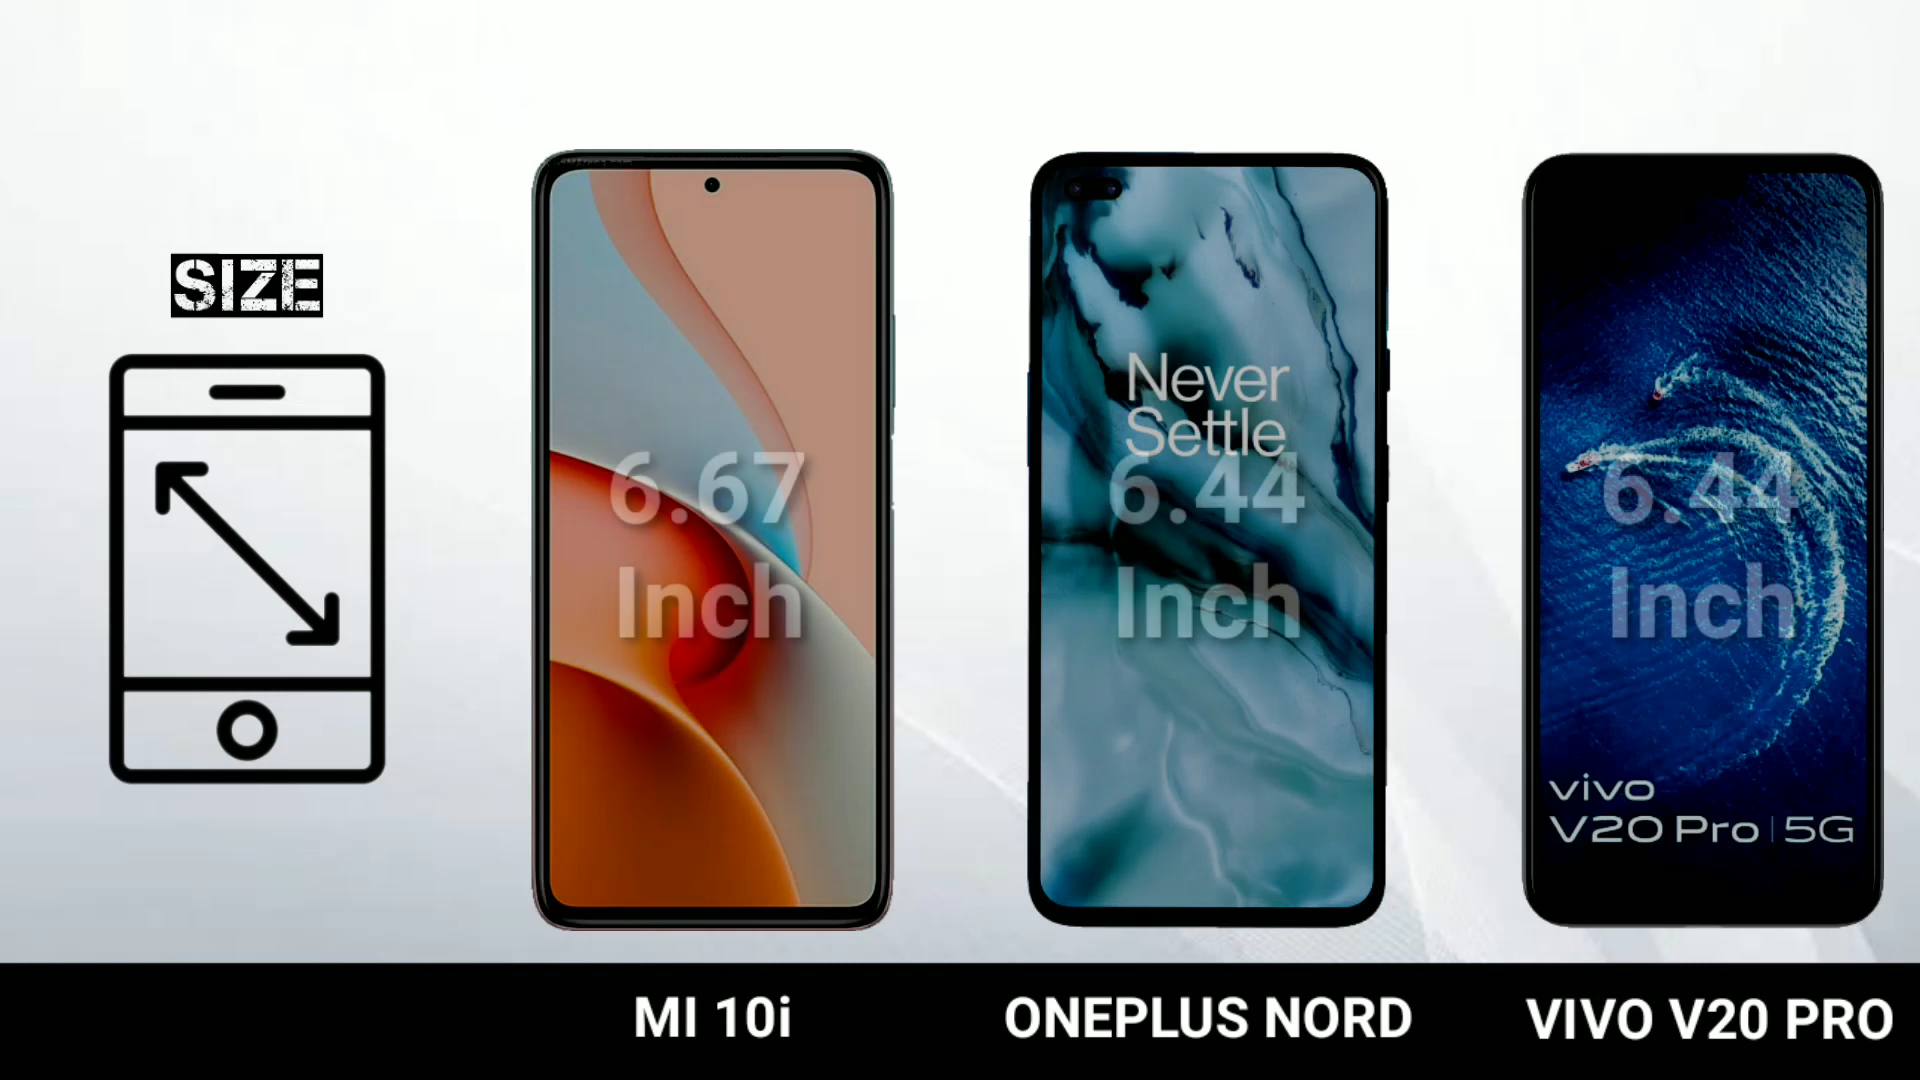 SIZE
6.67
Inch
Never
Settle
6.44
Inch
6.44
Inch
vivo
V20 Pro | 5G
MI 10i
ONEPLUS NORD
VIVO V20 PRO